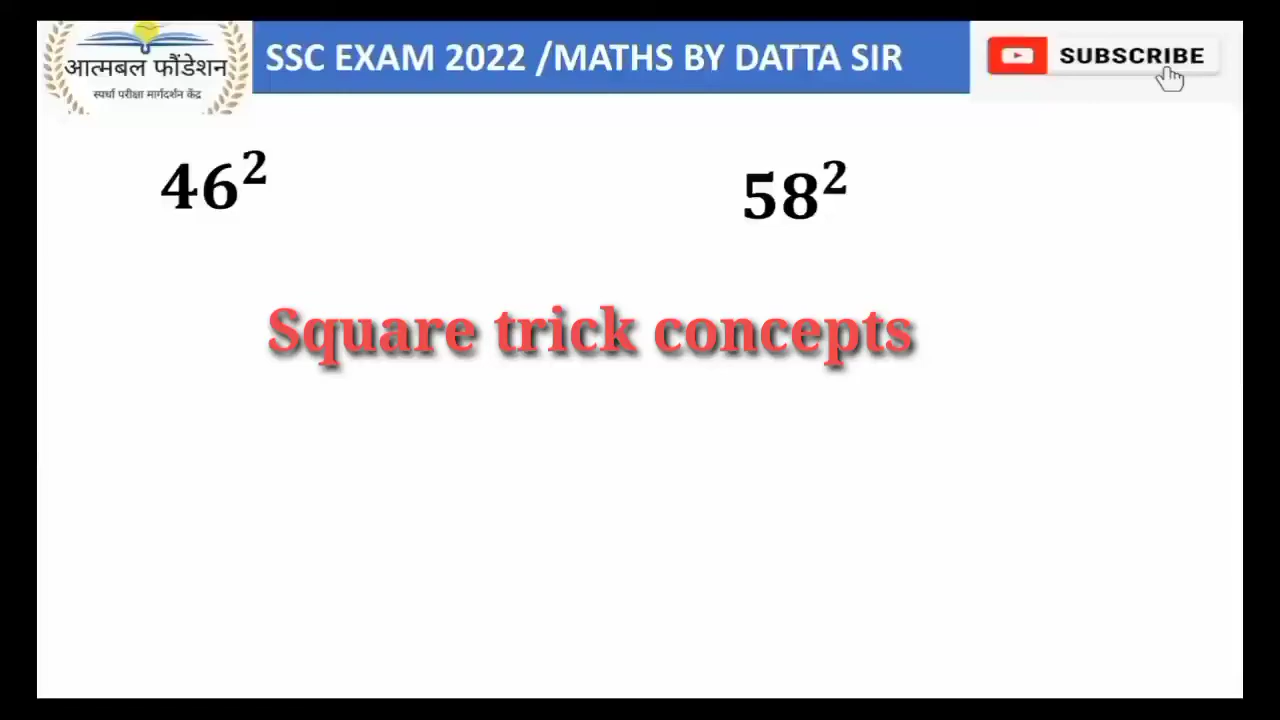 आत्मबल फौंडेशन
स्पर्धा परीक्षा मार्गदर्शन केंद्र
SSC EXAM 2022 /MATHS BY DATTA SIR
SUBSCRIBE
46²
58²
Square trick concepts